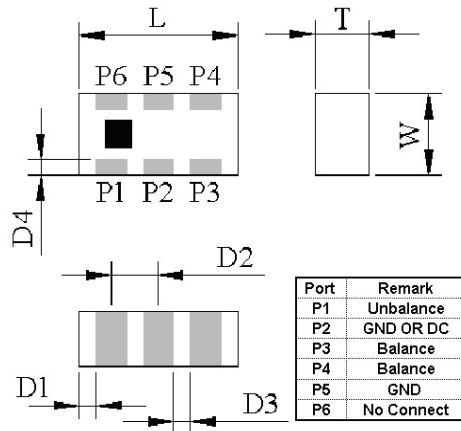 L
T
P6 P5 P4
W
P1 P2 P3
D4
D2
D1
D3
Port Remark
P1 Unbalance
P2 GND OR DC
P3 Balance
P4 Balance
P5 GND
P6 No Connect